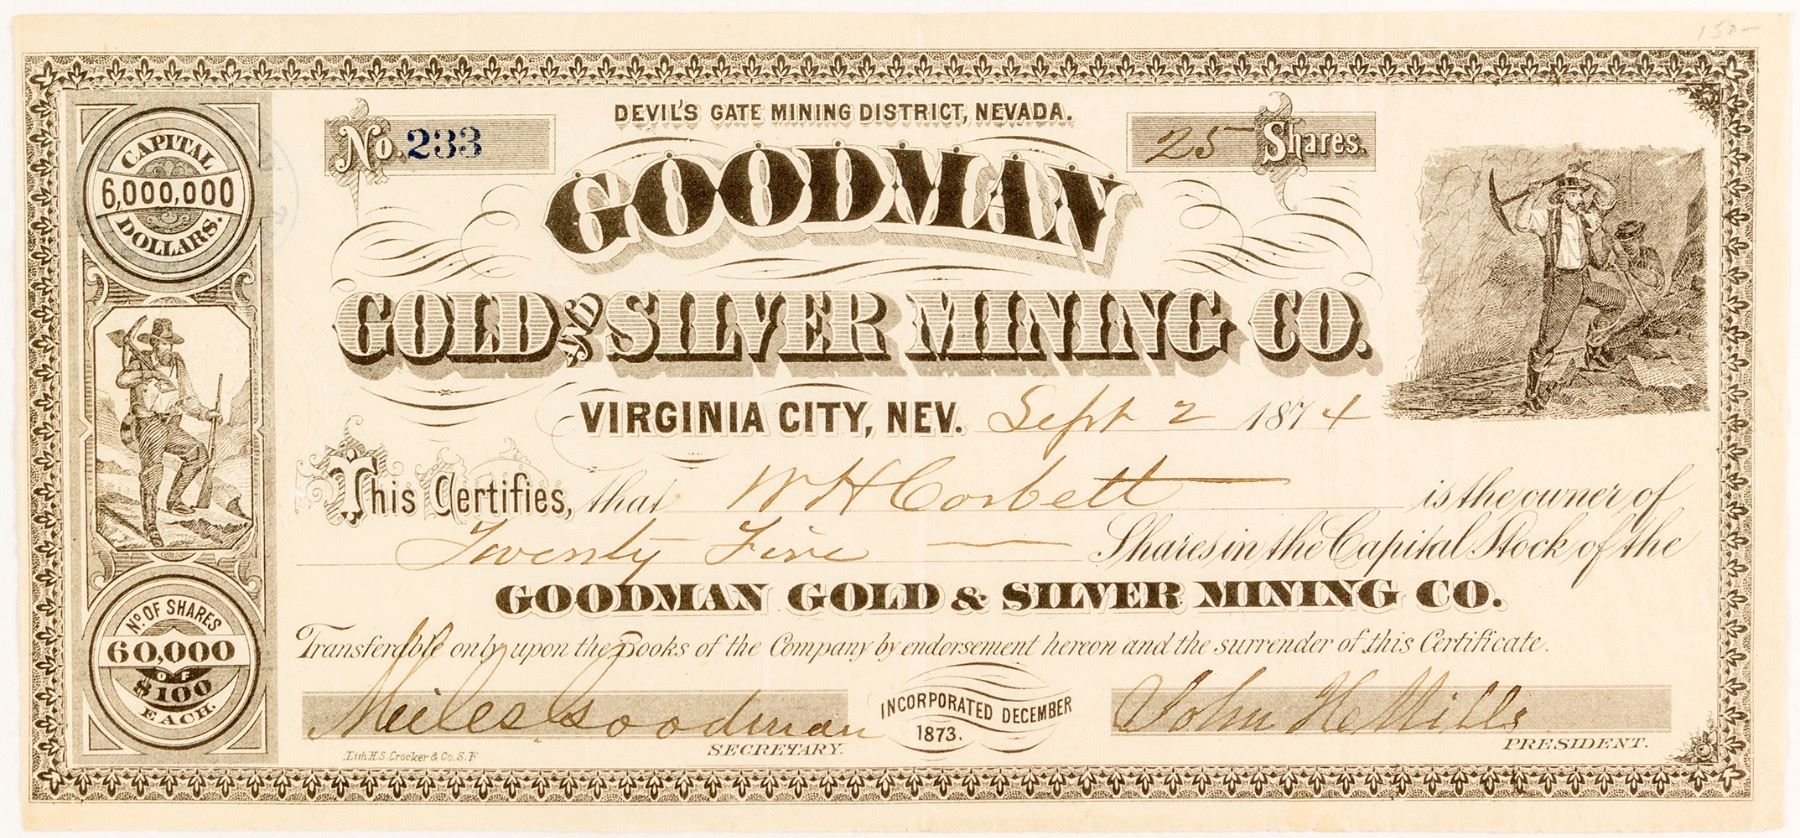 150—
DEVIL'S GATE MINING DISTRICT, NEVADA.
No. 233
25 Shares.
CAPITAL
6,000,000
DOLLARS.
GOODMAN
GOLD AND SILVER MINING CO.
VIRGINIA CITY, NEV. Sept 2 1874
This Certifies, that W H Corbett is the owner of
Twenty Five — Shares in the Capital Stock of the
GOODMAN GOLD & SILVER MINING CO.
No. OF SHARES
60,000
OF
$100
EACH.
Transferable only upon the Books of the Company by endorsement hereon and the surrender of this Certificate.
Miles Goodman
SECRETARY.
INCORPORATED DECEMBER
1873.
John H Mills
PRESIDENT.
Lith. H.S. Crocker & Co. S.F